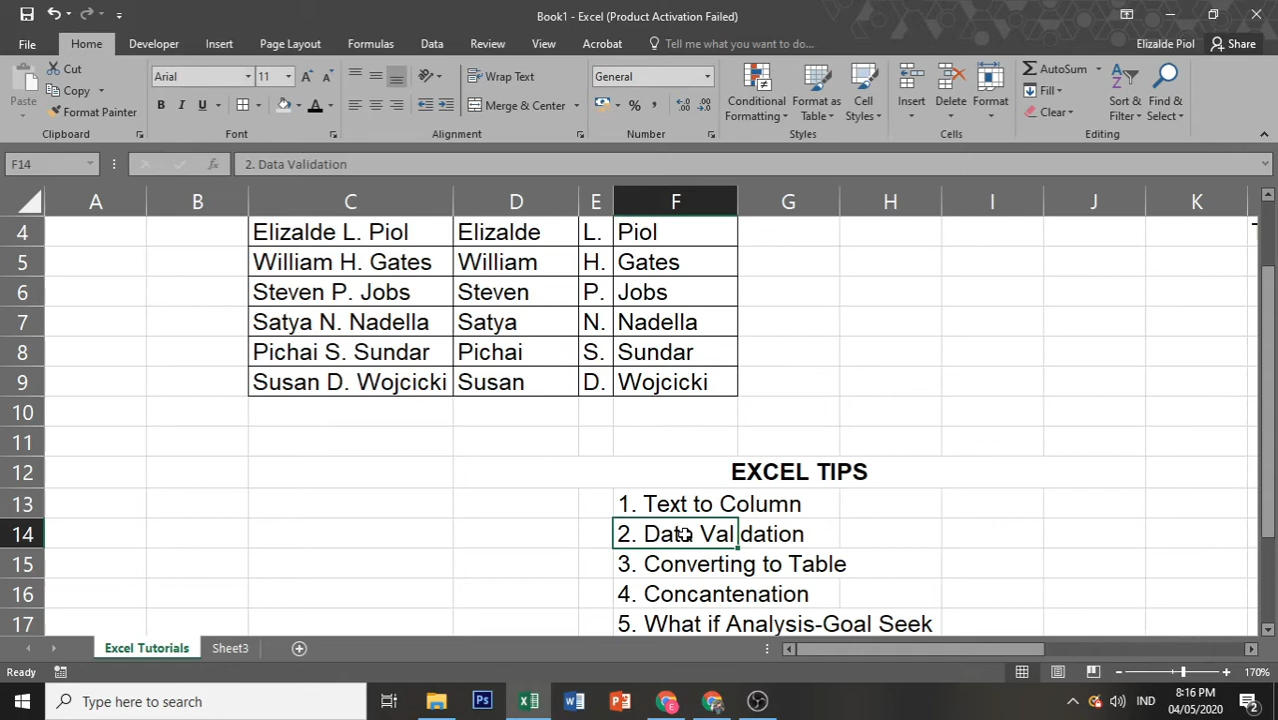 Book1 - Excel (Product Activation Failed)
File Home Developer Insert Page Layout Formulas Data Review View Acrobat Tell me what you want to do... Elizalde Piol Share
Paste Cut Copy Format Painter
Arial 11
B I U A
Wrap Text
Merge & Center
General
% ,
Conditional Formatting Format as Table Cell Styles
Insert Delete Format
AutoSum Fill Clear
Sort & Filter Find & Select
Clipboard Font Alignment Number Styles Cells Editing
F14 fx 2. Data Validation
A B C D E F G H I J K
4 Elizalde L. Piol Elizalde L. Piol
5 William H. Gates William H. Gates
6 Steven P. Jobs Steven P. Jobs
7 Satya N. Nadella Satya N. Nadella
8 Pichai S. Sundar Pichai S. Sundar
9 Susan D. Wojcicki Susan D. Wojcicki
10
11
12 EXCEL TIPS
13 1. Text to Column
14 2. Data Validation
15 3. Converting to Table
16 4. Concantenation
17 5. What if Analysis-Goal Seek
Excel Tutorials Sheet3
Ready 170%
Type here to search IND 8:16 PM
04/05/2020 2